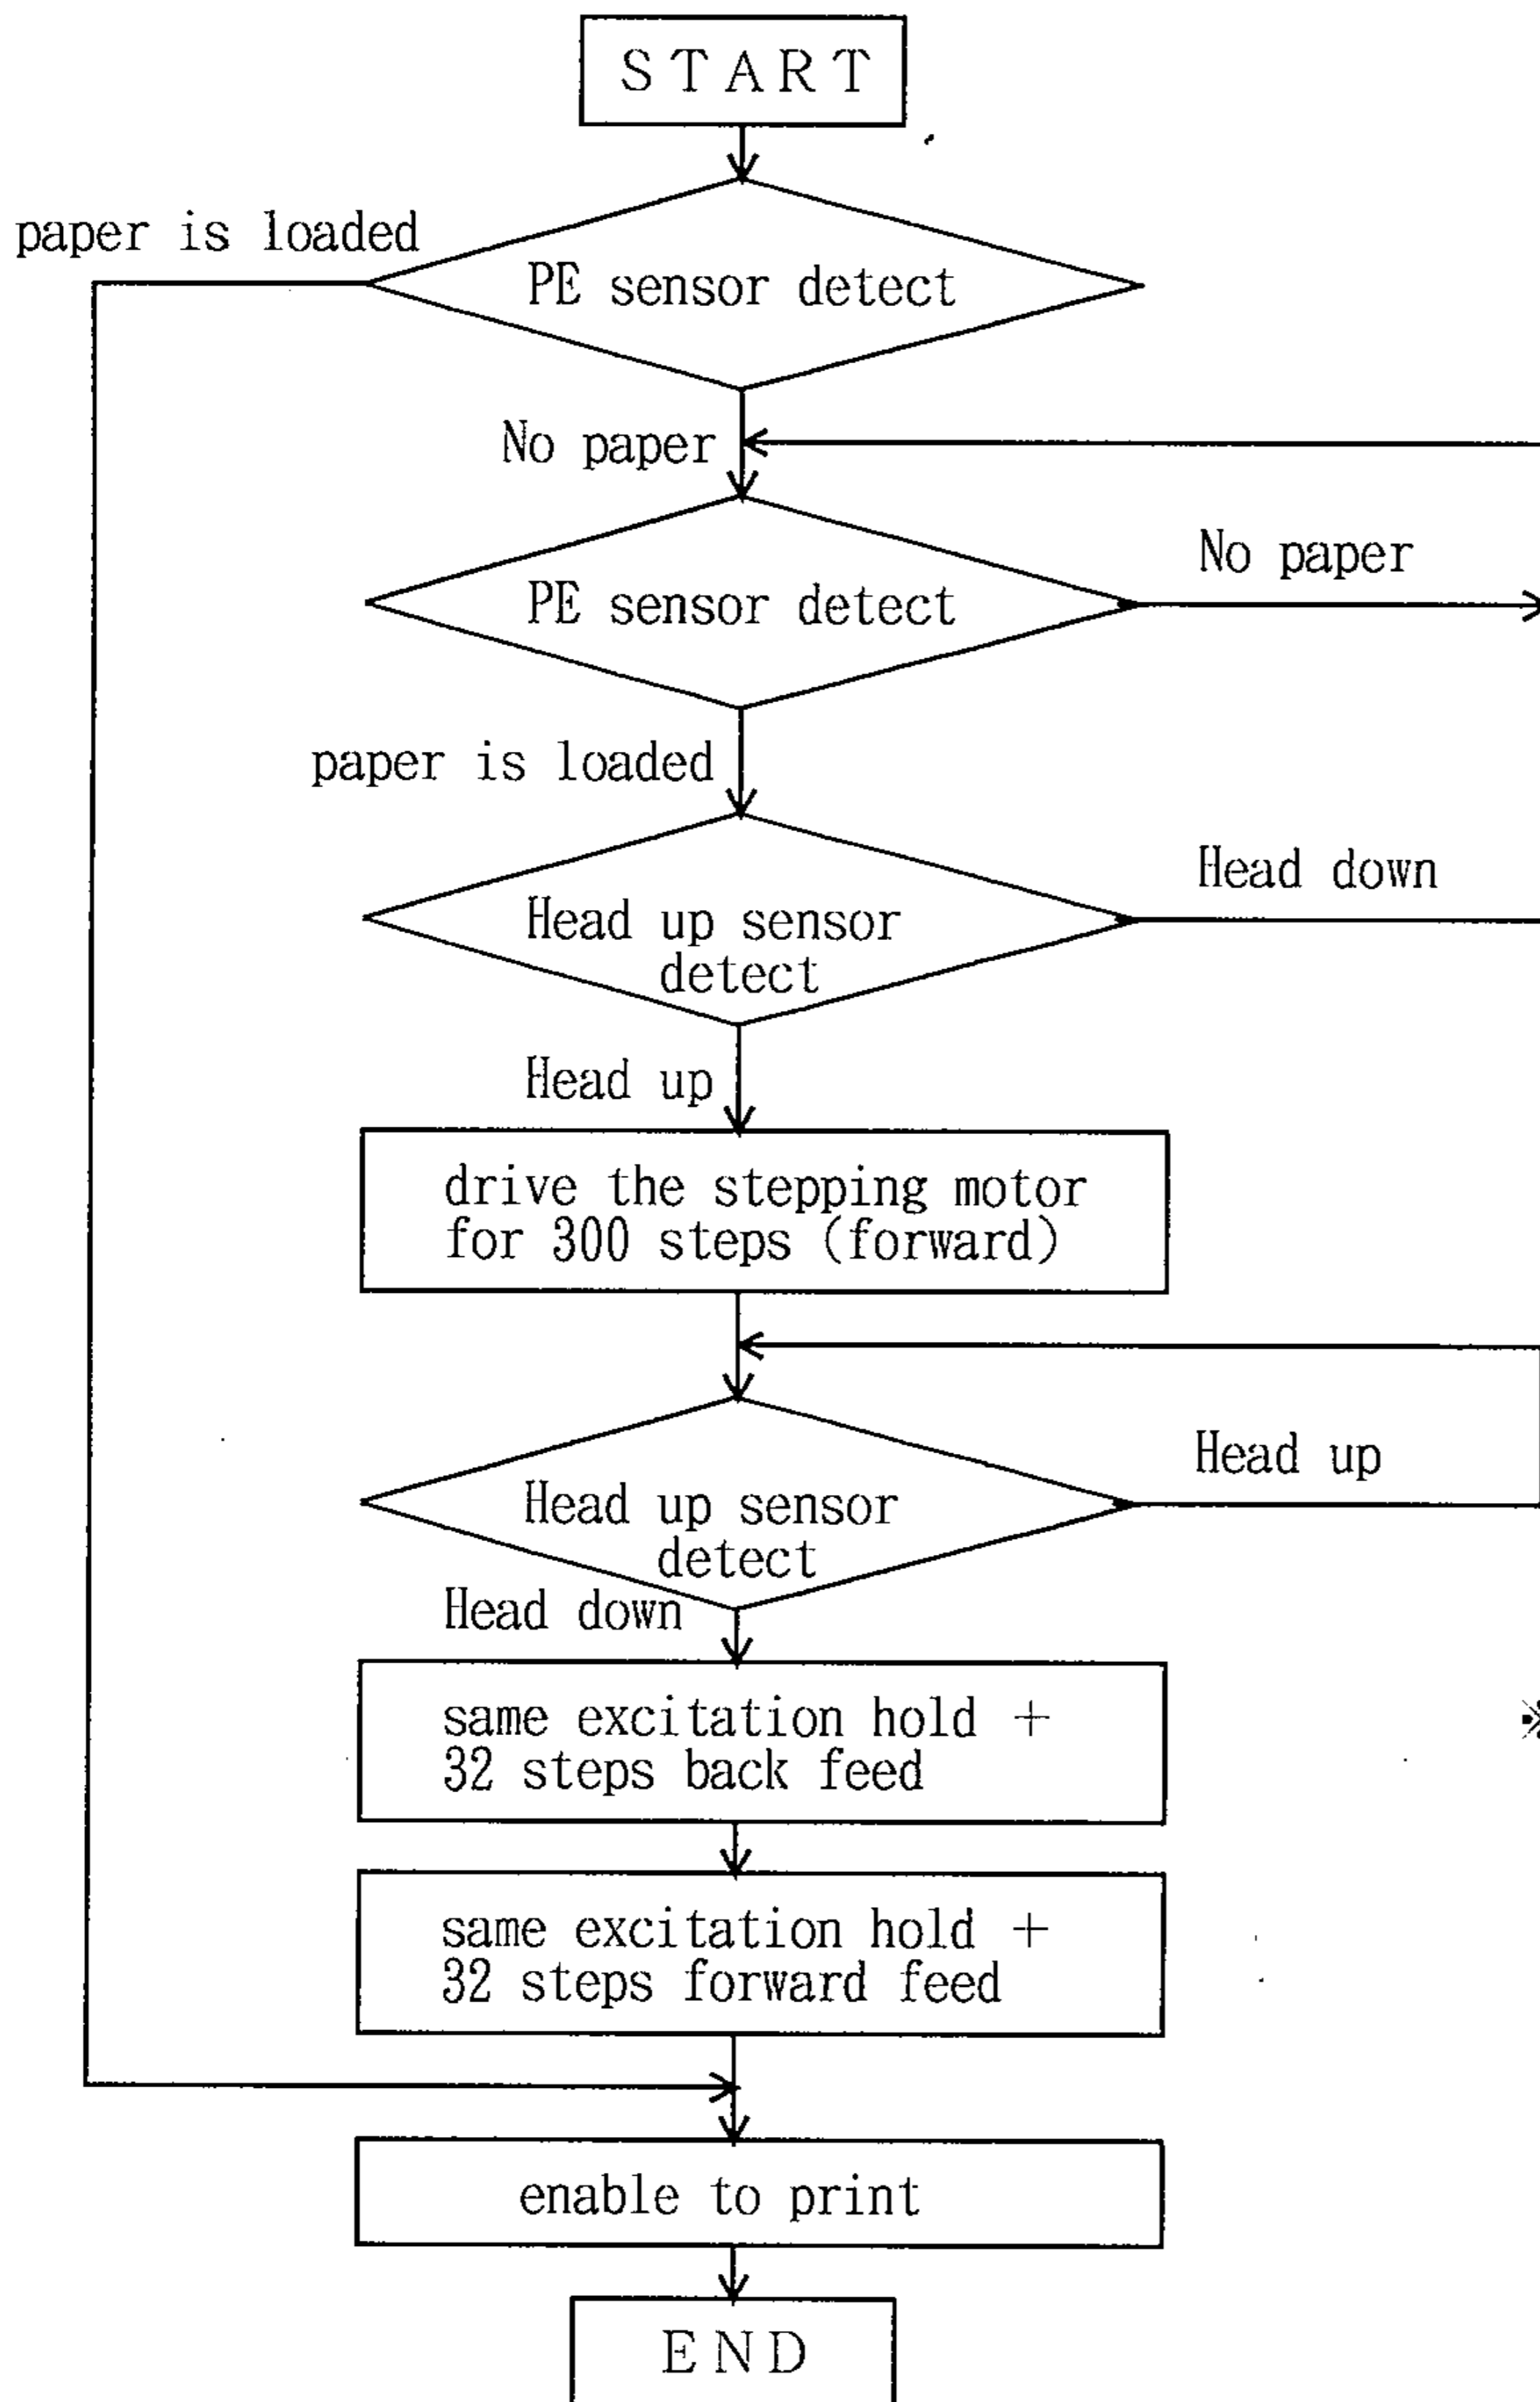 START
paper is loaded
PE sensor detect
No paper
PE sensor detect
No paper
paper is loaded
Head up sensor
detect
Head down
Head up
drive the stepping motor
for 300 steps (forward)
Head up sensor
detect
Head up
Head down
same excitation hold +
32 steps back feed
※
same excitation hold +
32 steps forward feed
enable to print
END